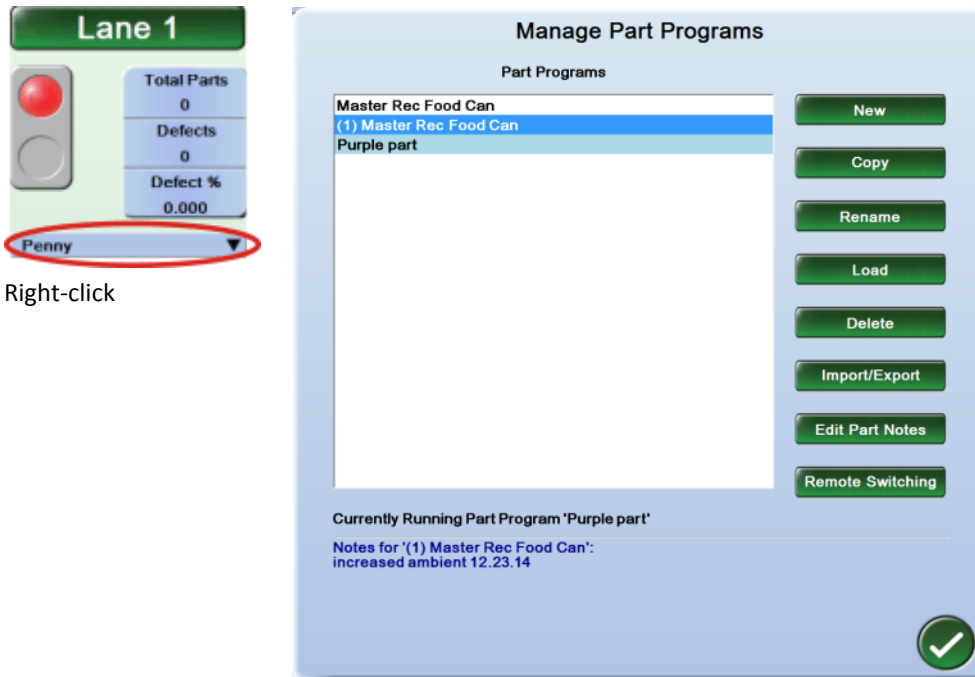 Lane 1
Total Parts
0
Defects
0
Defect %
0.000
Penny
Right-click
Manage Part Programs
Part Programs
Master Rec Food Can
(1) Master Rec Food Can
Purple part
New
Copy
Rename
Load
Delete
Import/Export
Edit Part Notes
Remote Switching
Currently Running Part Program 'Purple part'
Notes for '(1) Master Rec Food Can':
increased ambient 12.23.14